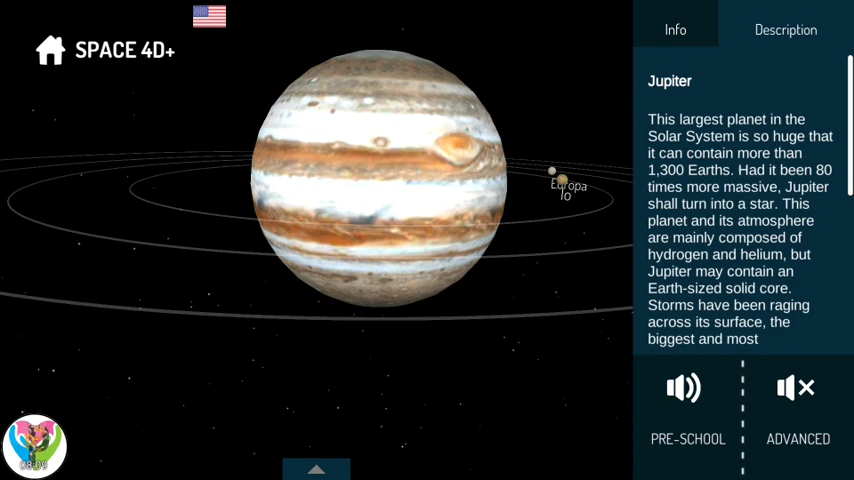 SPACE 4D+
Europa
Io
Info
Description
Jupiter
This largest planet in the
Solar System is so huge that
it can contain more than
1,300 Earths. Had it been 80
times more massive, Jupiter
shall turn into a star. This
planet and its atmosphere
are mainly composed of
hydrogen and helium, but
Jupiter may contain an
Earth-sized solid core.
Storms have been raging
across its surface, the
biggest and most
PRE-SCHOOL
ADVANCED
08:09